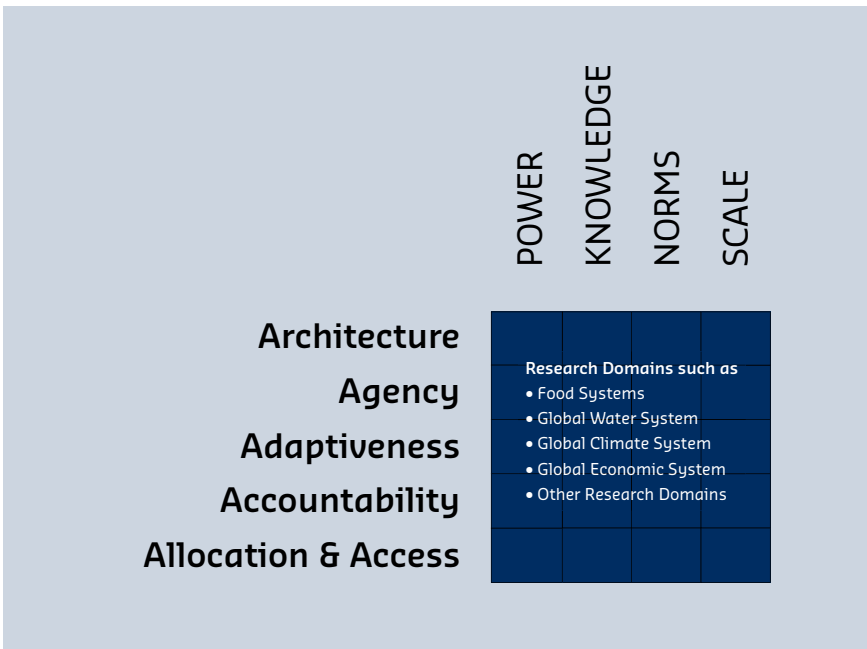 POWER
KNOWLEDGE
NORMS
SCALE
Architecture
Agency
Adaptiveness
Accountability
Allocation & Access
Research Domains such as
• Food Systems
• Global Water System
• Global Climate System
• Global Economic System
• Other Research Domains